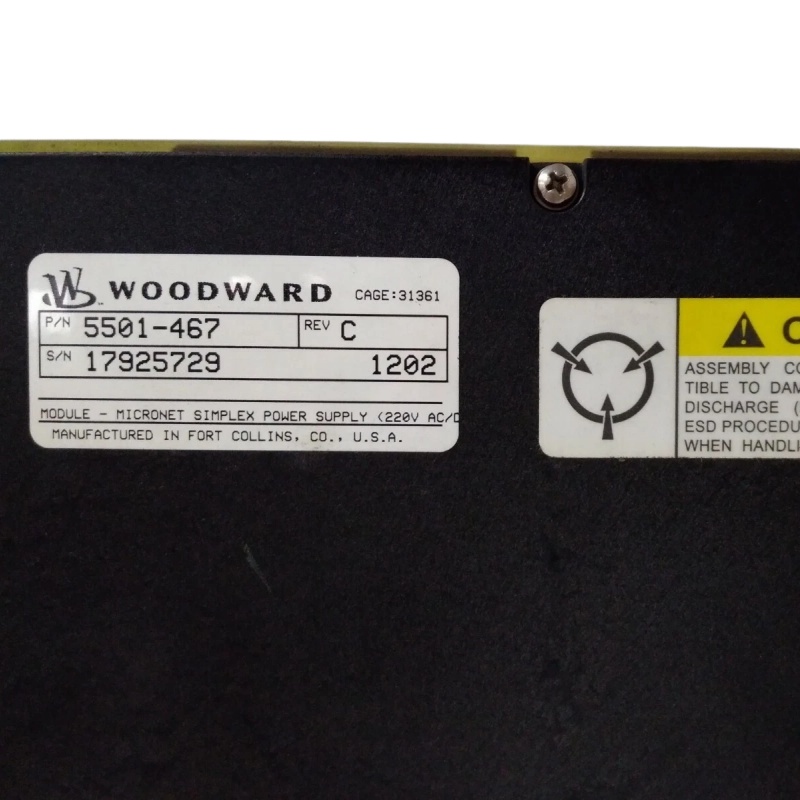 WOODWARD CAGE:31361
P/N 5501-467 REV C
S/N 17925729 1202
MODULE - MICRONET SIMPLEX POWER SUPPLY (220V AC/D
MANUFACTURED IN FORT COLLINS, CO., U.S.A.
C
ASSEMBLY CO
TIBLE TO DAM
DISCHARGE (
ESD PROCEDU
WHEN HANDLI